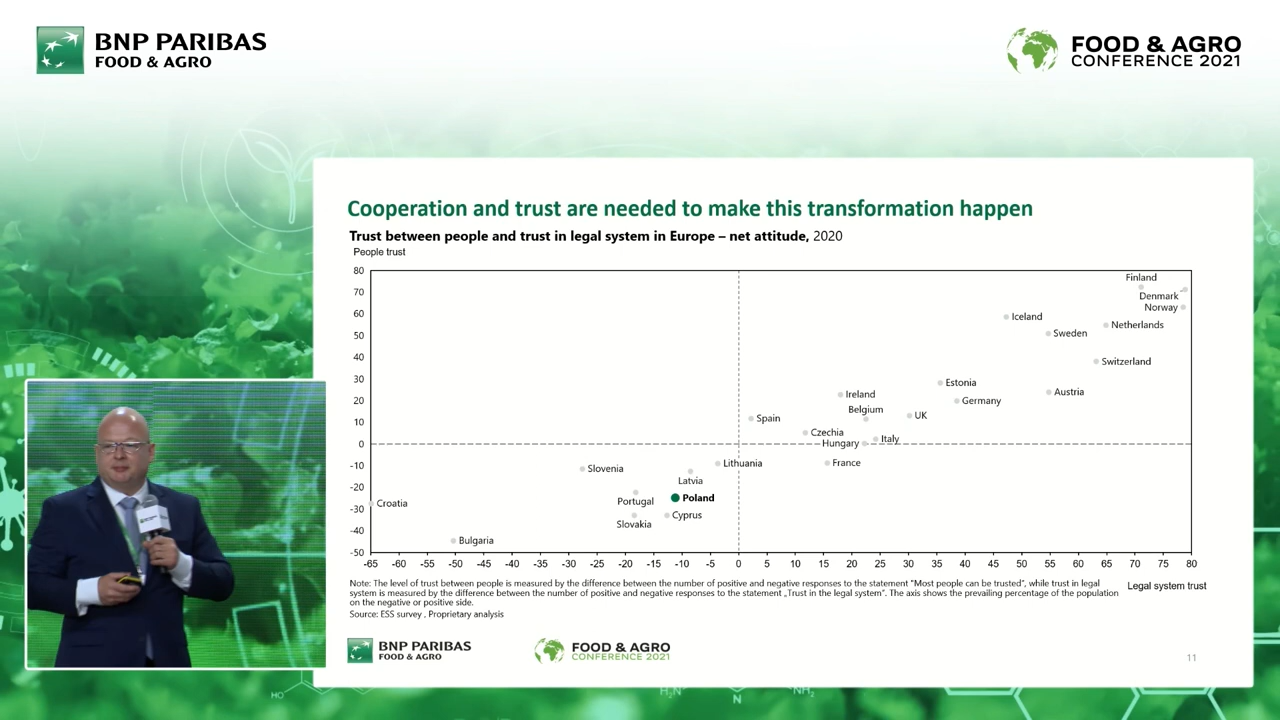 BNP PARIBAS
FOOD & AGRO
FOOD & AGRO
CONFERENCE 2021
Cooperation and trust are needed to make this transformation happen
Trust between people and trust in legal system in Europe – net attitude, 2020
People trust
80
70
60
50
40
30
20
10
0
-10
-20
-30
-40
-50
Finland
Denmark
Norway
Iceland
Netherlands
Sweden
Switzerland
Estonia
Austria
Ireland
Germany
Belgium
UK
Spain
Czechia
Italy
Hungary
France
Lithuania
Slovenia
Latvia
Poland
Portugal
Croatia
Cyprus
Slovakia
Bulgaria
-65 -60 -55 -50 -45 -40 -35 -30 -25 -20 -15 -10 -5 0 5 10 15 20 25 30 35 40 45 50 55 60 65 70 75 80
Legal system trust
Note: The level of trust between people is measured by the difference between the number of positive and negative responses to the statement "Most people can be trusted", while trust in legal
system is measured by the difference between the number of positive and negative responses to the statement „Trust in the legal system". The axis shows the prevailing percentage of the population
on the negative or positive side.
Source: ESS survey , Proprietary analysis
BNP PARIBAS
FOOD & AGRO
FOOD & AGRO
CONFERENCE 2021
11
HO
H₂N
N
NH₂